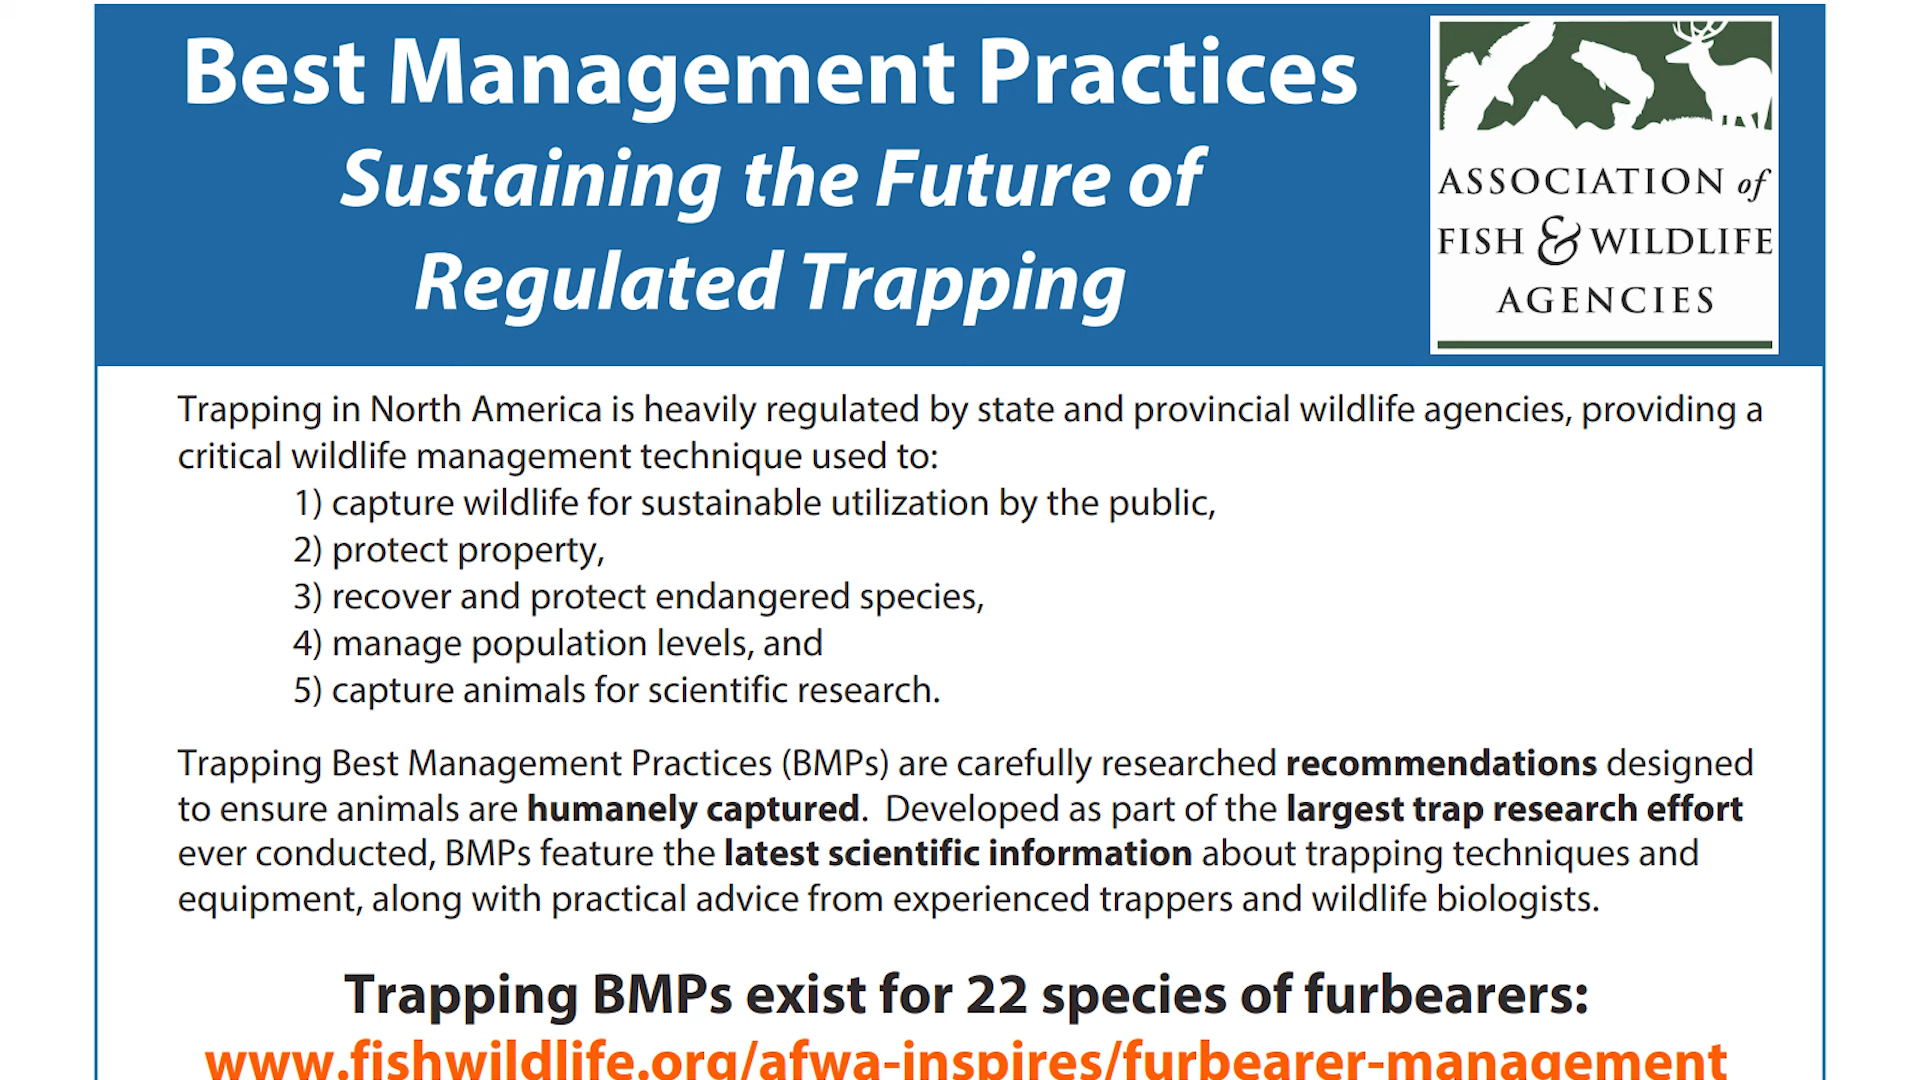 Best Management Practices
Sustaining the Future of
Regulated Trapping
ASSOCIATION of
FISH & WILDLIFE
AGENCIES
Trapping in North America is heavily regulated by state and provincial wildlife agencies, providing a
critical wildlife management technique used to:
1) capture wildlife for sustainable utilization by the public,
2) protect property,
3) recover and protect endangered species,
4) manage population levels, and
5) capture animals for scientific research.
Trapping Best Management Practices (BMPs) are carefully researched recommendations designed
to ensure animals are humanely captured. Developed as part of the largest trap research effort
ever conducted, BMPs feature the latest scientific information about trapping techniques and
equipment, along with practical advice from experienced trappers and wildlife biologists.
Trapping BMPs exist for 22 species of furbearers:
www.fishwildlife.org/afwa-inspires/furbearer-management